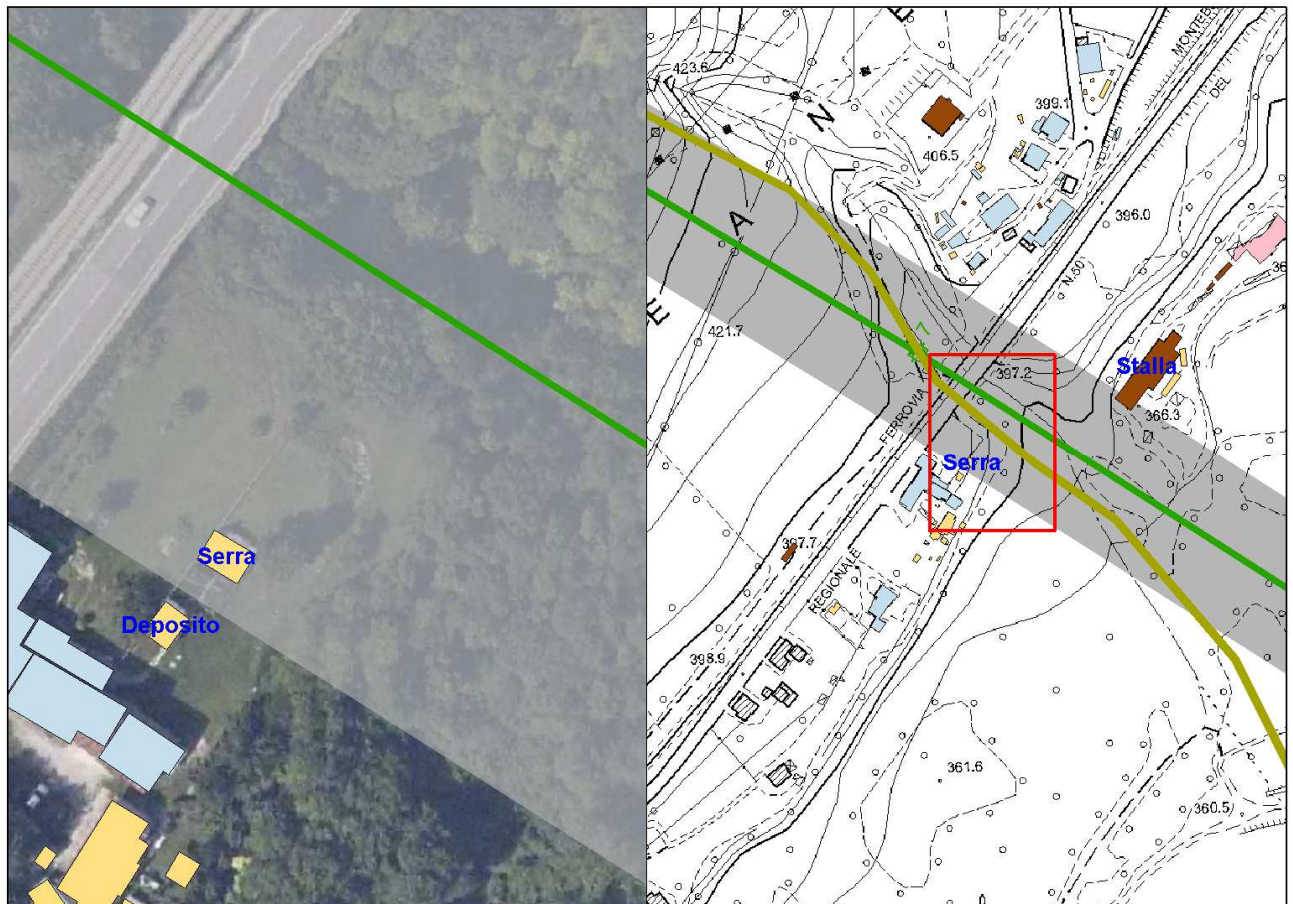 Serra
Deposito
E
423.6
MONTEB
DEL
399.1
N
406.5
A
396.0
N.50
E
421.7
397.2
Stalla
366.3
FERROVIA
Serra
397.7
REGIONALE
398.9
361.6
360.5